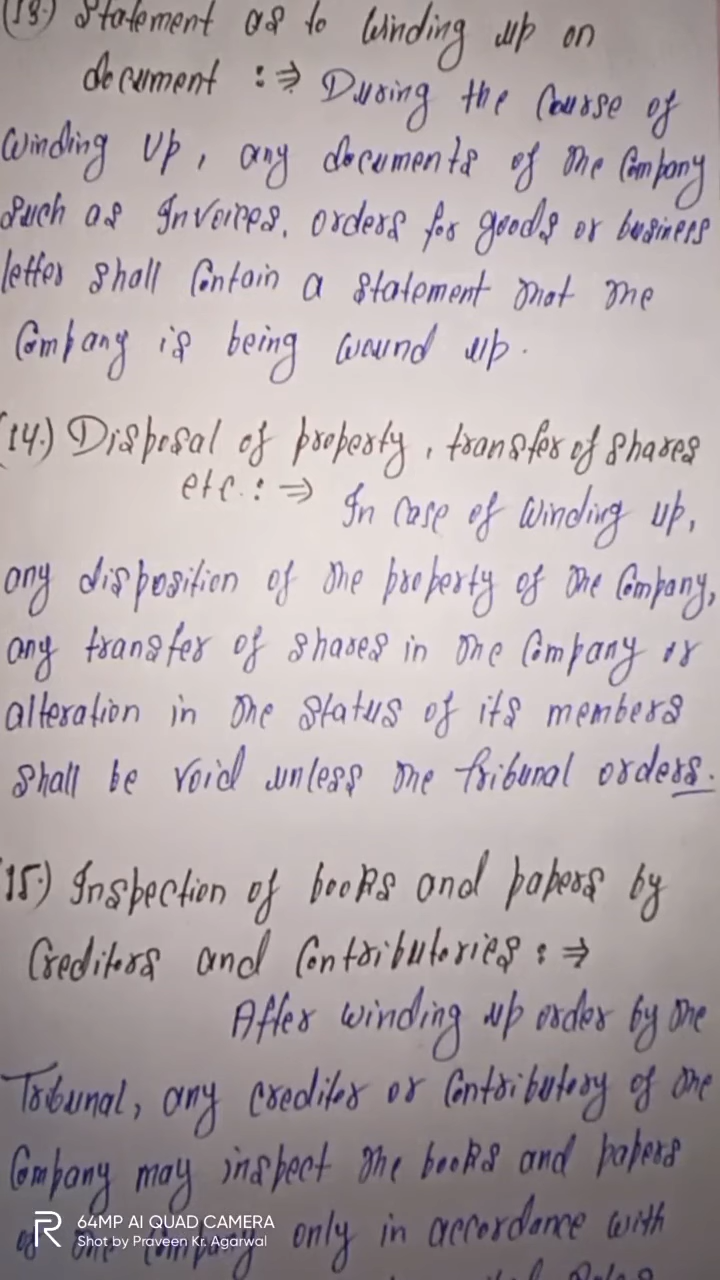 (13.) Statement as to Winding up on
document :⇒ During the Course of
Winding Up, any documents of the Company
Such as Invoices, orders for goods or business
letter shall Contain a statement that the
Company is being wound up.
(14.) Disposal of property, transfer of shares
etc. :⇒ In Case of Winding up,
any disposition of the property of the Company,
any transfer of shares in the Company or
alteration in the status of its members
shall be void unless the Tribunal orders.
(15.) Inspection of books and papers by
Creditors and Contributories :⇒
After winding up order by the
Tribunal, any creditor or Contributory of the
Company may inspect the books and papers
of the Company only in accordance with
64MP AI QUAD CAMERA
Shot by Praveen Kr. Agarwal